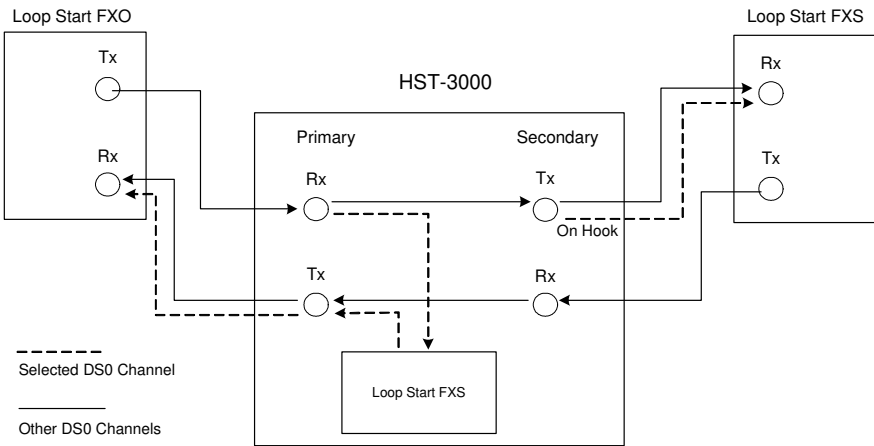 Loop Start FXO
Loop Start FXS
HST-3000
Tx
Rx
Primary
Secondary
Rx
Tx
Rx
Tx
On Hook
Tx
Rx
Loop Start FXS
Selected DS0 Channel
Other DS0 Channels